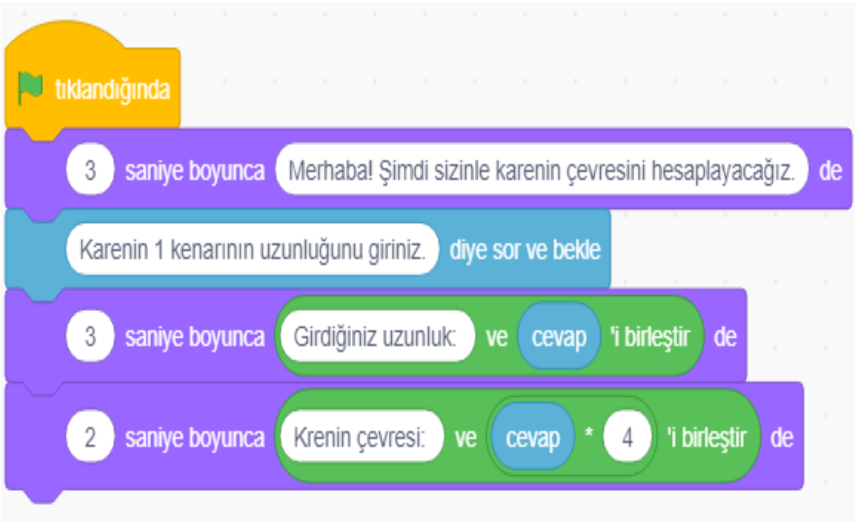 tıklandığında
3 saniye boyunca Merhaba! Şimdi sizinle karenin çevresini hesaplayacağız. de
Karenin 1 kenarının uzunluğunu giriniz. diye sor ve bekle
3 saniye boyunca Girdiğiniz uzunluk: ve cevap 'i birleştir de
2 saniye boyunca Krenin çevresi: ve cevap * 4 'i birleştir de